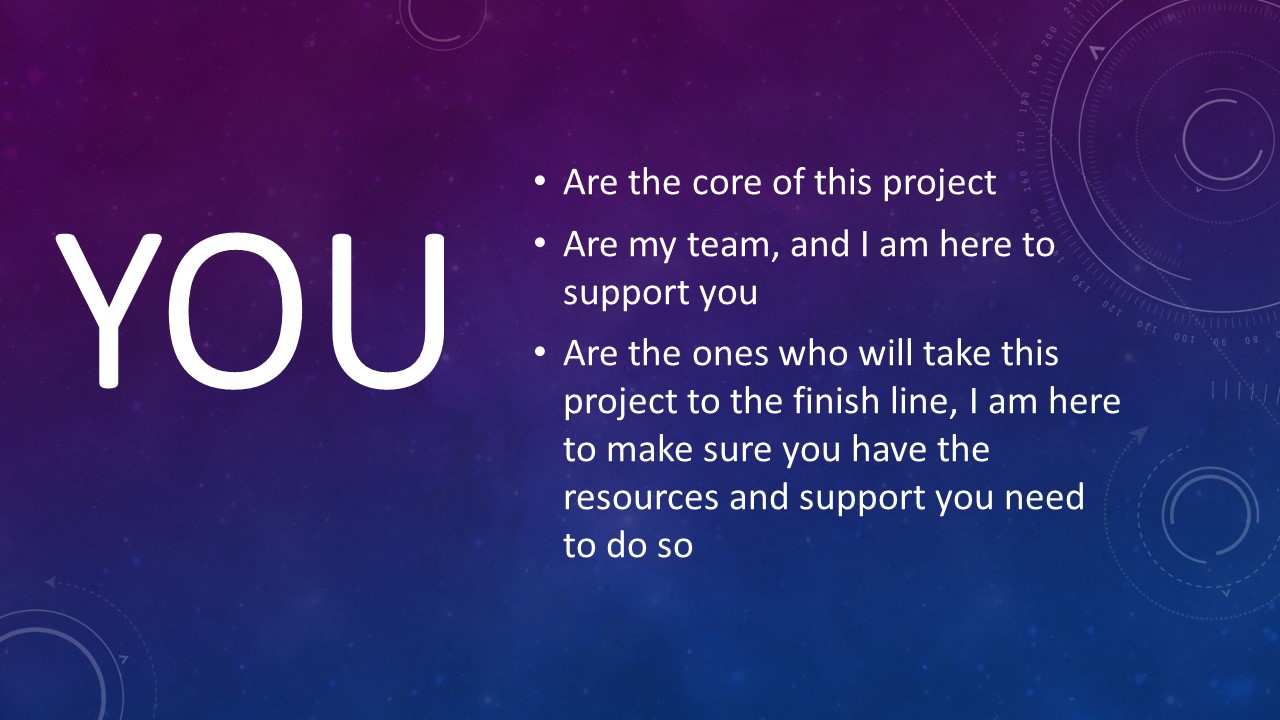 YOU
• Are the core of this project
• Are my team, and I am here to
support you
• Are the ones who will take this
project to the finish line, I am here
to make sure you have the
resources and support you need
to do so